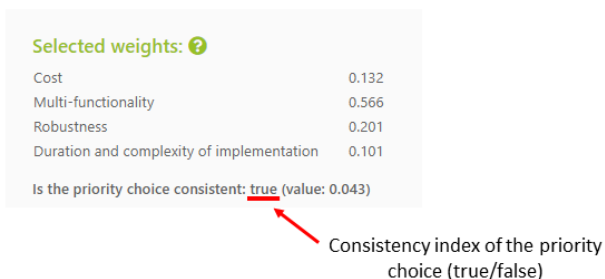 Selected weights: ?
Cost 0.132
Multi-functionality 0.566
Robustness 0.201
Duration and complexity of implementation 0.101
Is the priority choice consistent: true (value: 0.043)
Consistency index of the priority
choice (true/false)